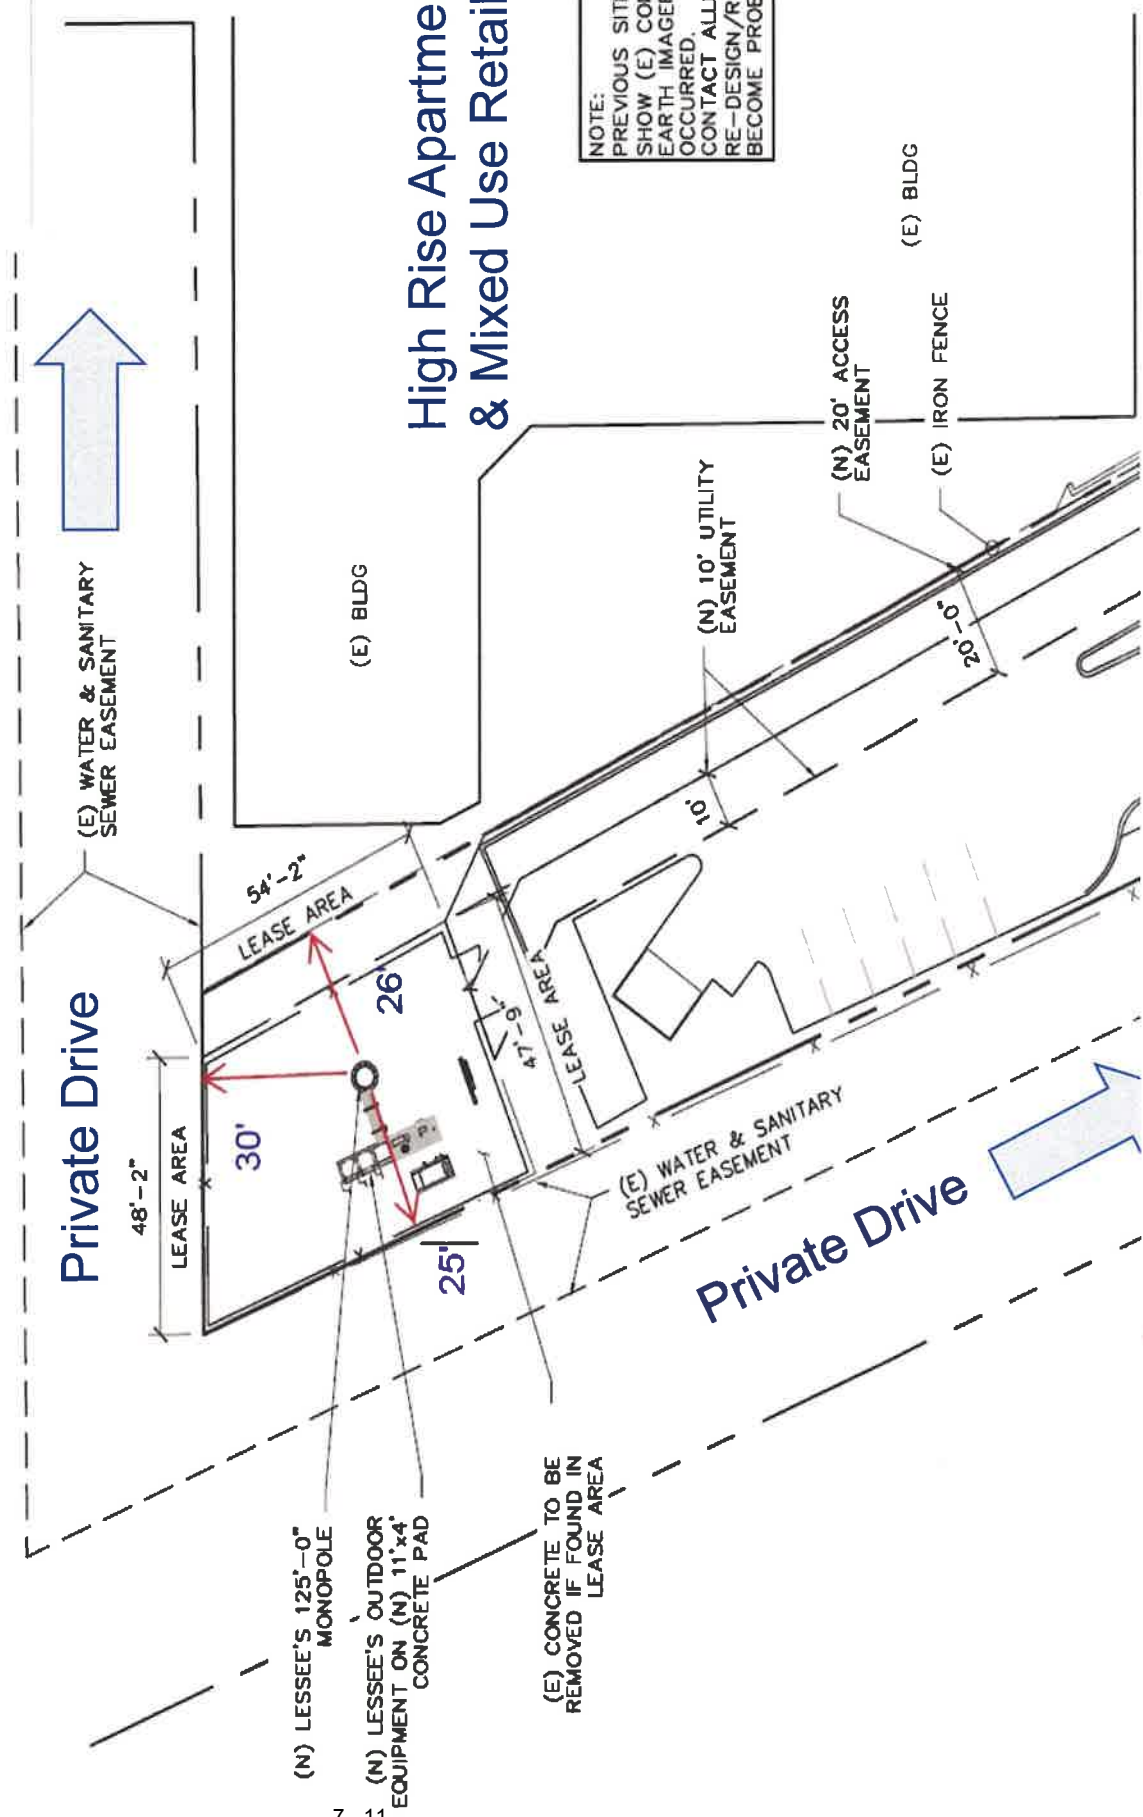 Private Drive
(E) WATER & SANITARY
SEWER EASEMENT
48'-2"
LEASE AREA
54'-2"
LEASE AREA
30'
26'
25'
47'-9"
LEASE AREA
P.
(E) BLDG
High Rise Apartme
& Mixed Use Retail
NOTE:
PREVIOUS SIT
SHOW (E) CO
EARTH IMAGE
OCCURRED.
CONTACT ALL
RE-DESIGN/R
BECOME PROB
(E) BLDG
(N) 10' UTILITY
EASEMENT
(N) 20' ACCESS
EASEMENT
(E) IRON FENCE
10'
20'-0"
(E) WATER & SANITARY
SEWER EASEMENT
Private Drive
(N) LESSEE'S 125'-0"
MONOPOLE
(N) LESSEE'S OUTDOOR
EQUIPMENT ON (N) 11'x4'
CONCRETE PAD
(E) CONCRETE TO BE
REMOVED IF FOUND IN
LEASE AREA
7 11